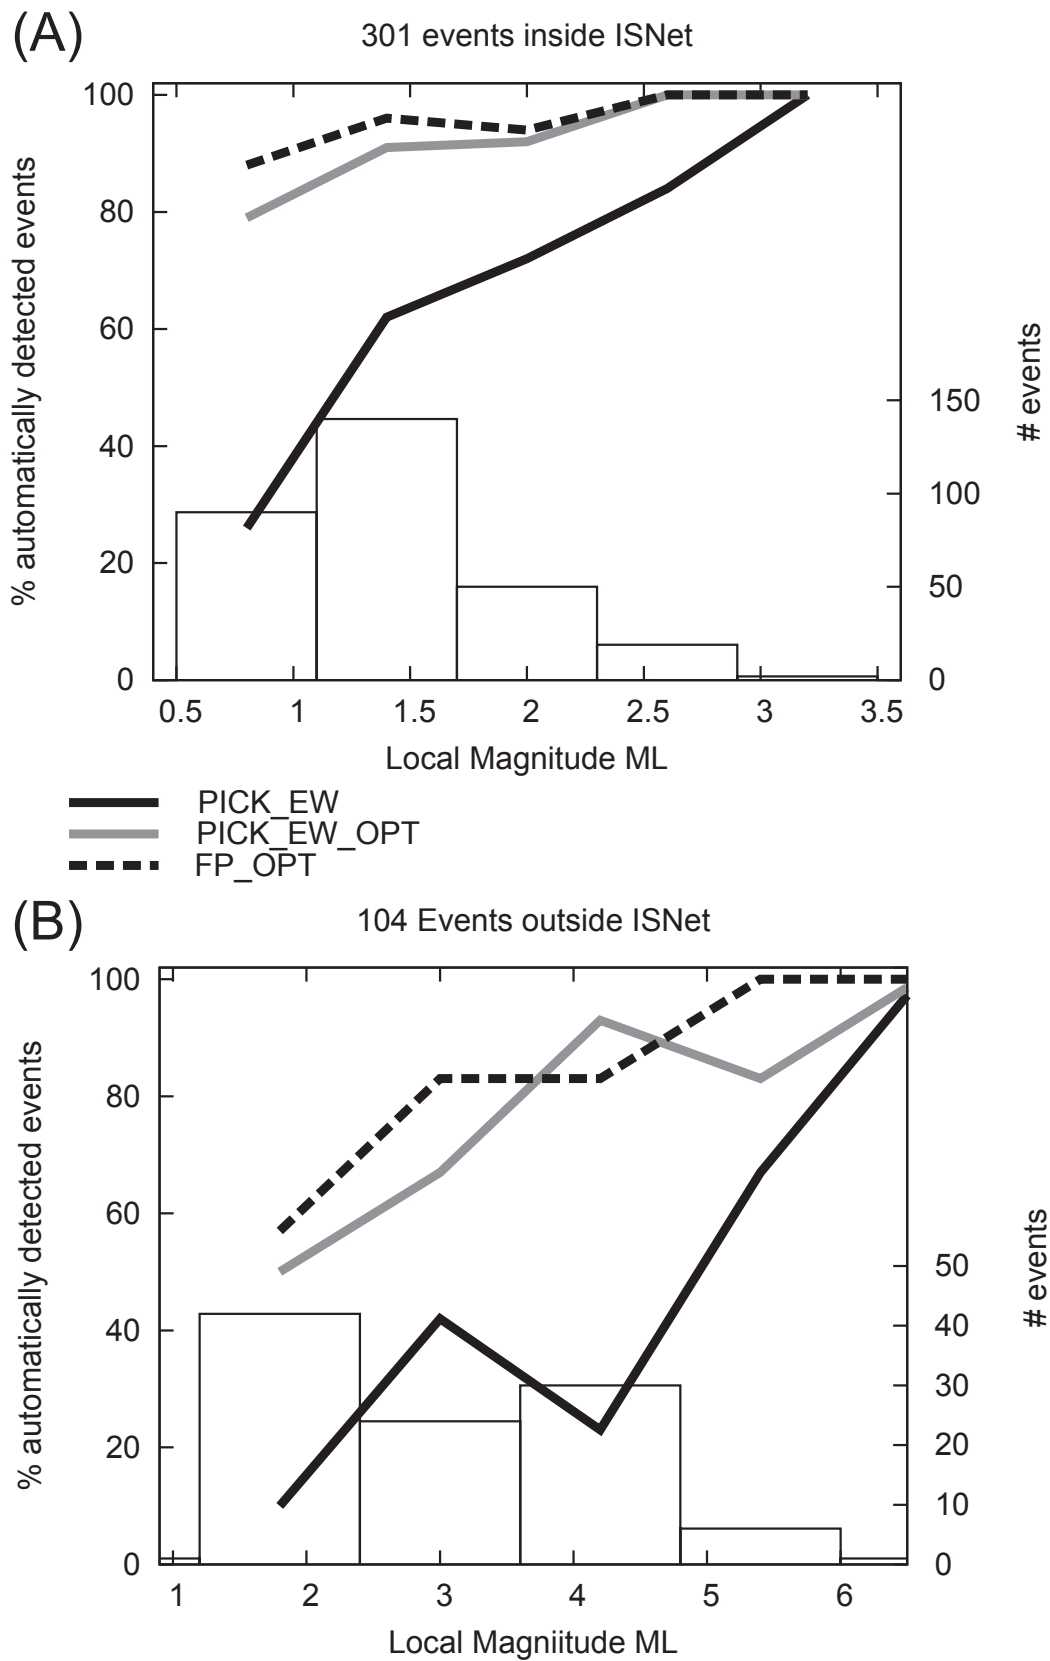 (A)
301 events inside ISNet
% automatically detected events
100
80
60
40
20
0
150
100
50
0
# events
0.5 1 1.5 2 2.5 3 3.5
Local Magnitude ML
PICK_EW
PICK_EW_OPT
FP_OPT
(B)
104 Events outside ISNet
% automatically detected events
100
80
60
40
20
0
50
40
30
20
10
0
# events
1 2 3 4 5 6
Local Magniitude ML